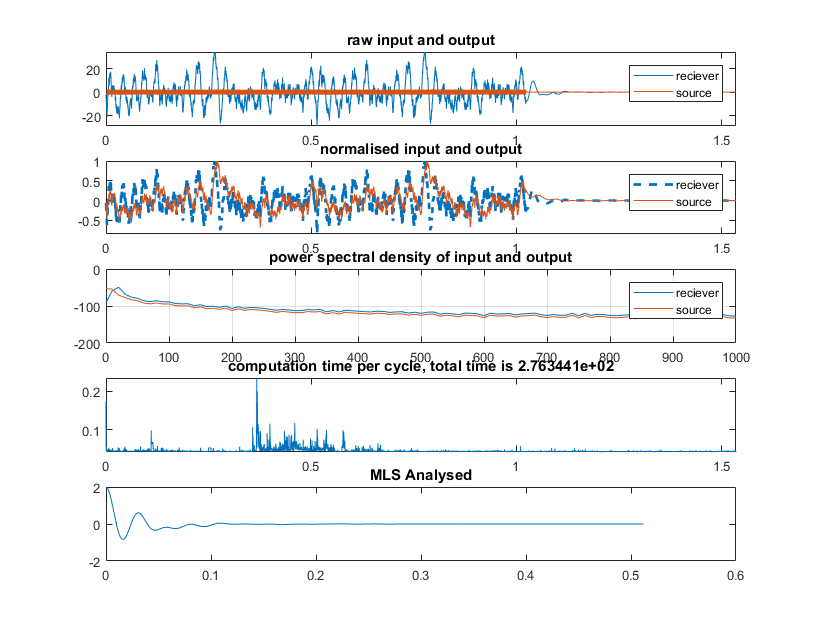 raw input and output
20
0
-20
reciever
source
0 0.5 1 1.5
normalised input and output
1
0.5
0
-0.5
reciever
source
0 0.5 1 1.5
power spectral density of input and output
0
-100
-200
reciever
source
0 100 200 300 400 500 600 700 800 900 1000
computation time per cycle, total time is 2.763441e+02
0.2
0.1
0 0.5 1 1.5
MLS Analysed
2
0
-2
0 0.1 0.2 0.3 0.4 0.5 0.6